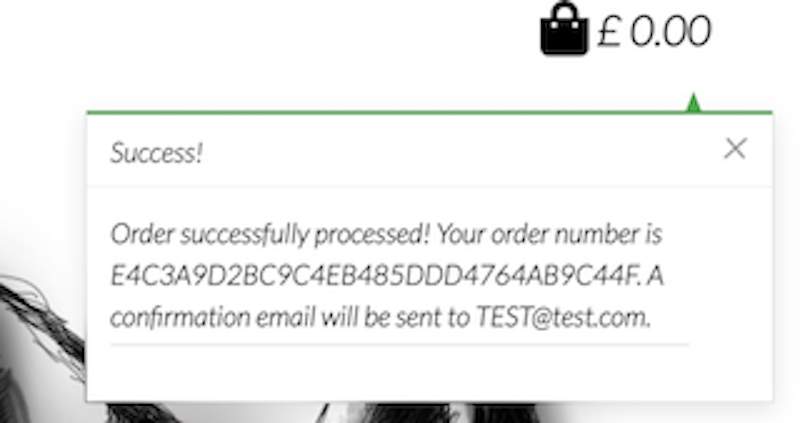 £ 0.00
Success!
Order successfully processed! Your order number is
E4C3A9D2BC9C4EB485DDD4764AB9C44F. A
confirmation email will be sent to TEST@test.com.